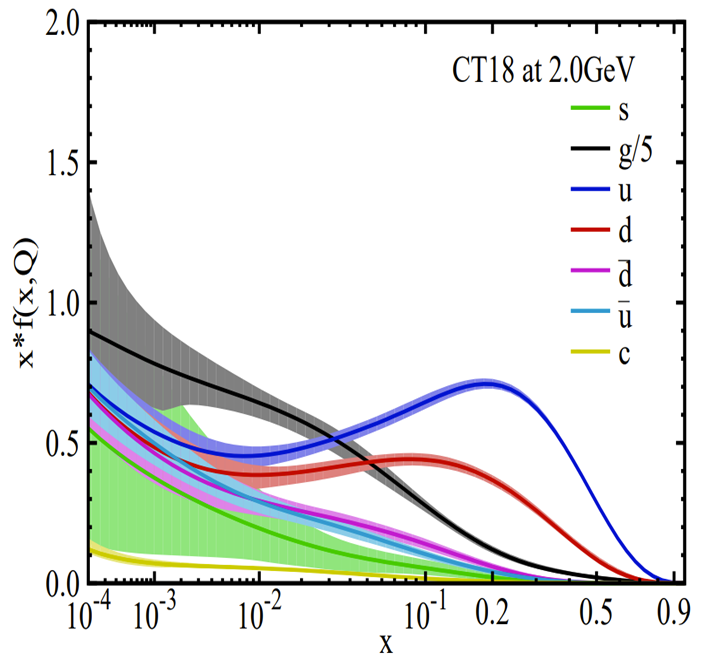 2.0
CT18 at 2.0GeV
s
g/5
u
d
d̅
u̅
c
1.5
1.0
0.5
0.0
x*f(x,Q)
10⁻⁴ 10⁻³ 10⁻² 10⁻¹ 0.2 0.5 0.9
x